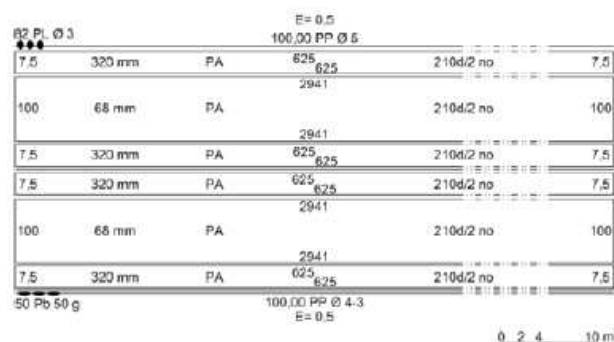 E= 0,5
82 PL Ø 3
100,00 PP Ø 5
7,5 320 mm PA 625 625 210d/2 no 7,5
2941
100 68 mm PA 210d/2 no 100
2941
7,5 320 mm PA 625 625 210d/2 no 7,5
7,5 320 mm PA 625 625 210d/2 no 7,5
2941
100 68 mm PA 210d/2 no 100
2941
7,5 320 mm PA 625 625 210d/2 no 7,5
50 Pb 50 g
100,00 PP Ø 4-3
E= 0,5
0 2 4 10 m